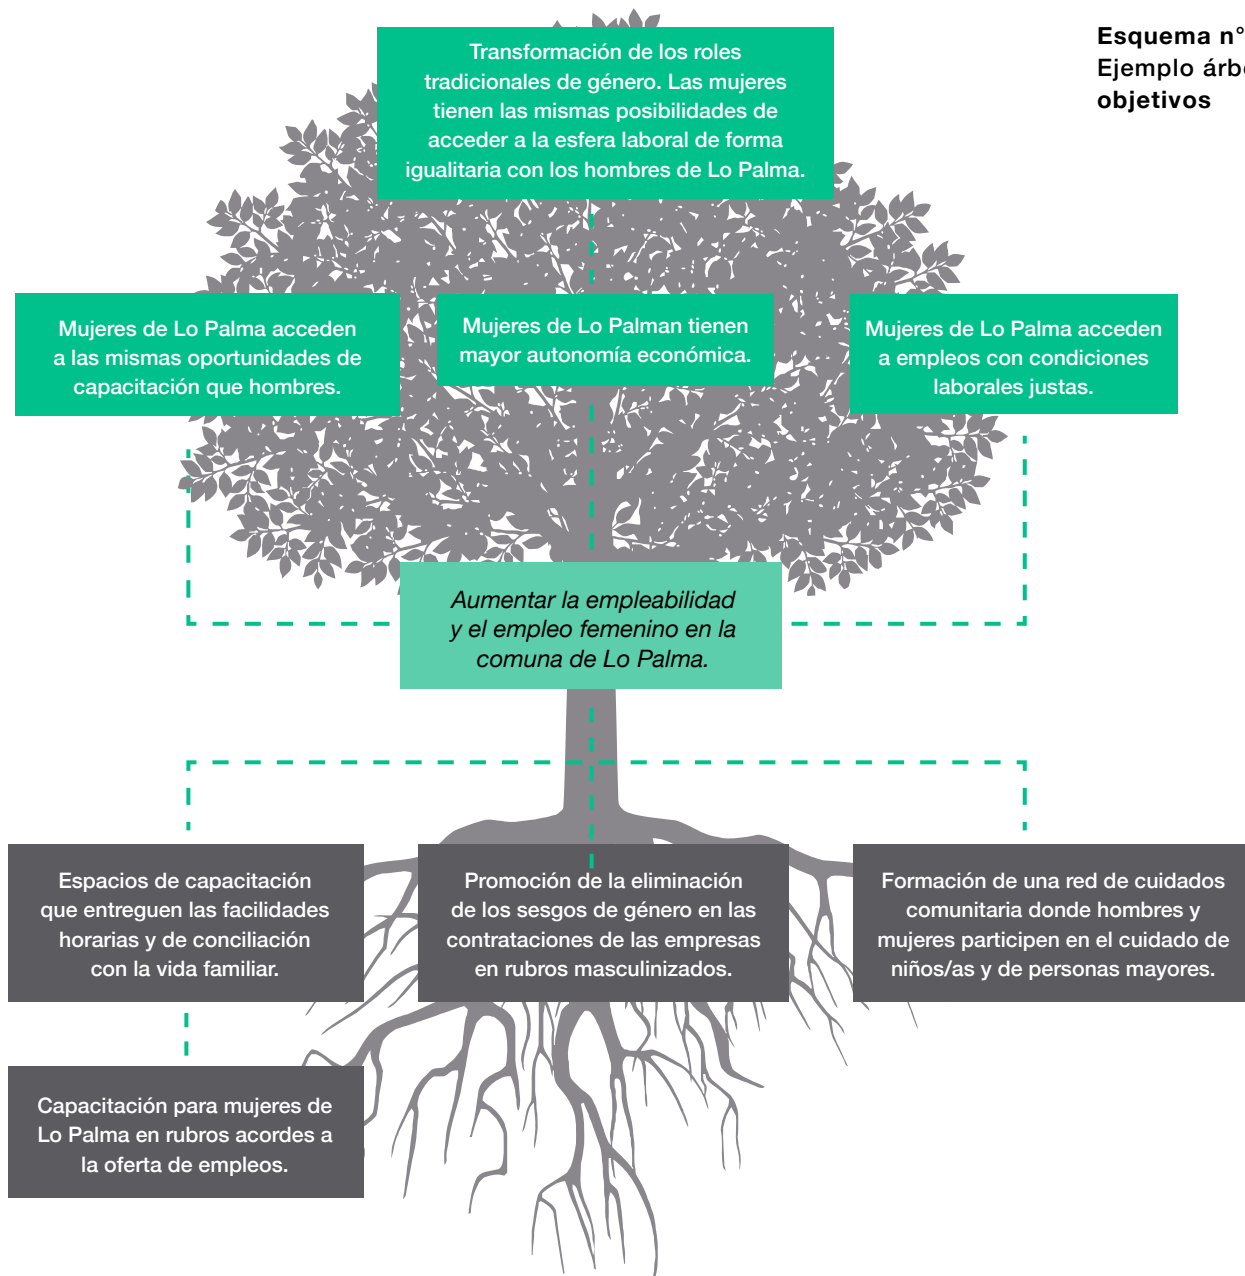 Esquema n°
Ejemplo
objetivos
Transformación de los roles
tradicionales de género. Las mujeres
tienen las mismas posibilidades de
acceder a la esfera laboral de forma
igualitaria con los hombres de Lo Palma.
Mujeres de Lo Palma acceden
a las mismas oportunidades de
capacitación que hombres.
Mujeres de Lo Palman tienen
mayor autonomía económica.
Mujeres de Lo Palma acceden
a empleos con condiciones
laborales justas.
Aumentar la empleabilidad
y el empleo femenino en la
comuna de Lo Palma.
Espacios de capacitación
que entreguen las facilidades
horarias y de conciliación
con la vida familiar.
Promoción de la eliminación
de los sesgos de género en las
contrataciones de las empresas
en rubros masculinizados.
Formación de una red de cuidados
comunitaria donde hombres y
mujeres participen en el cuidado de
niños/as y de personas mayores.
Capacitación para mujeres de
Lo Palma en rubros acordes a
la oferta de empleos.